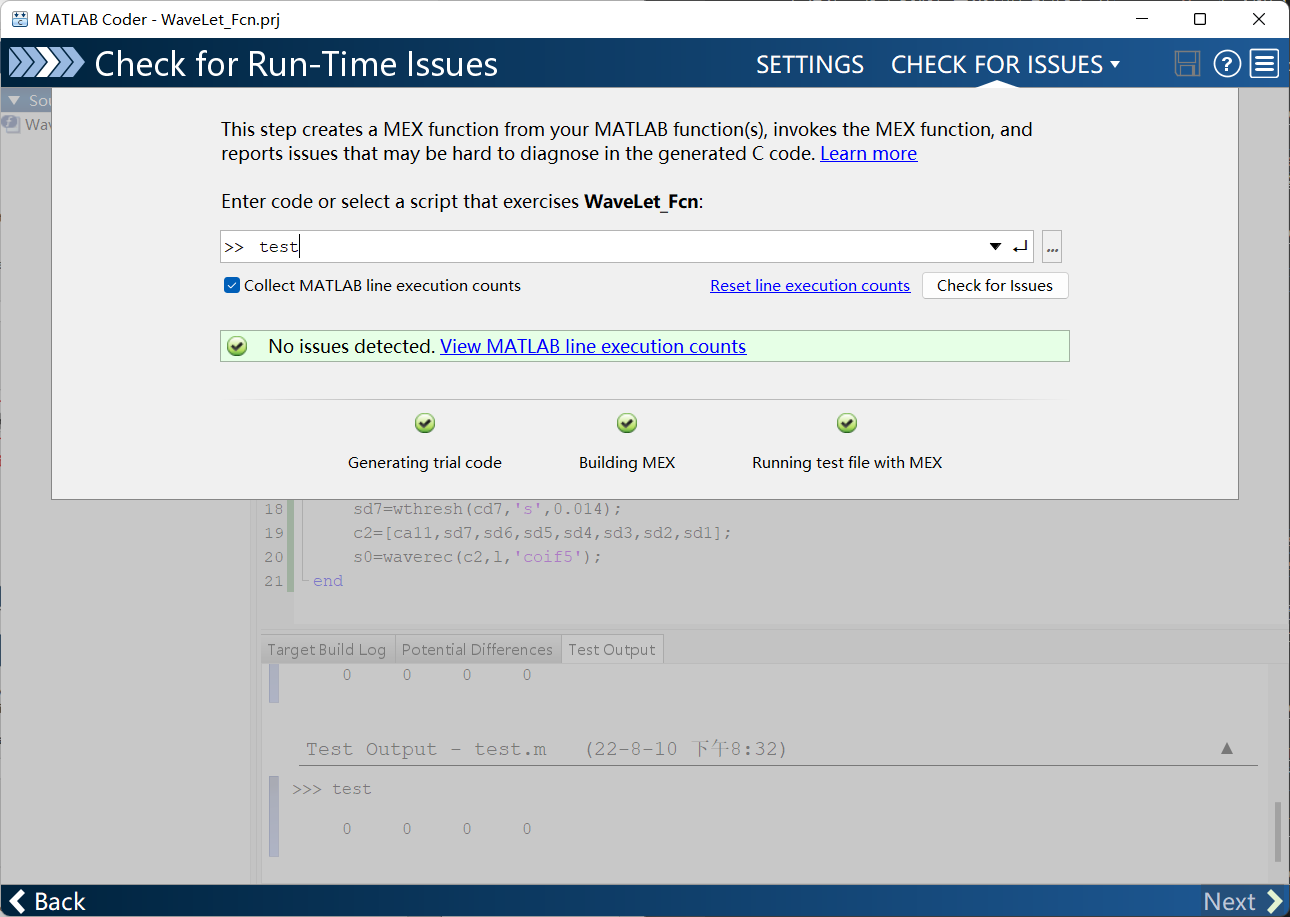 MATLAB Coder - WaveLet_Fcn.prj
Check for Run-Time Issues
SETTINGS
CHECK FOR ISSUES
This step creates a MEX function from your MATLAB function(s), invokes the MEX function, and
reports issues that may be hard to diagnose in the generated C code. Learn more
Enter code or select a script that exercises WaveLet_Fcn:
>> test
...
Collect MATLAB line execution counts
Reset line execution counts
Check for Issues
No issues detected. View MATLAB line execution counts
Generating trial code
Building MEX
Running test file with MEX
18 sd7=wthresh(cd7,'s',0.014);
19 c2=[ca11,sd7,sd6,sd5,sd4,sd3,sd2,sd1];
20 s0=waverec(c2,l,'coif5');
21 end
Target Build Log
Potential Differences
Test Output
0 0 0 0
Test Output - test.m (22-8-10 下午8:32)
>>> test
0 0 0 0
Back
Next